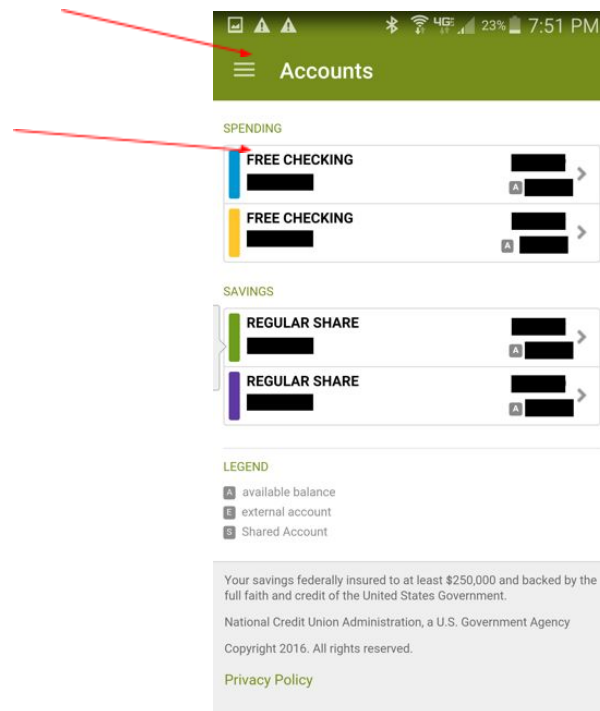 4G 23% 7:51 PM
Accounts
SPENDING
FREE CHECKING
A
FREE CHECKING
A
SAVINGS
REGULAR SHARE
A
REGULAR SHARE
A
LEGEND
A available balance
E external account
S Shared Account
Your savings federally insured to at least $250,000 and backed by the
full faith and credit of the United States Government.
National Credit Union Administration, a U.S. Government Agency
Copyright 2016. All rights reserved.
Privacy Policy